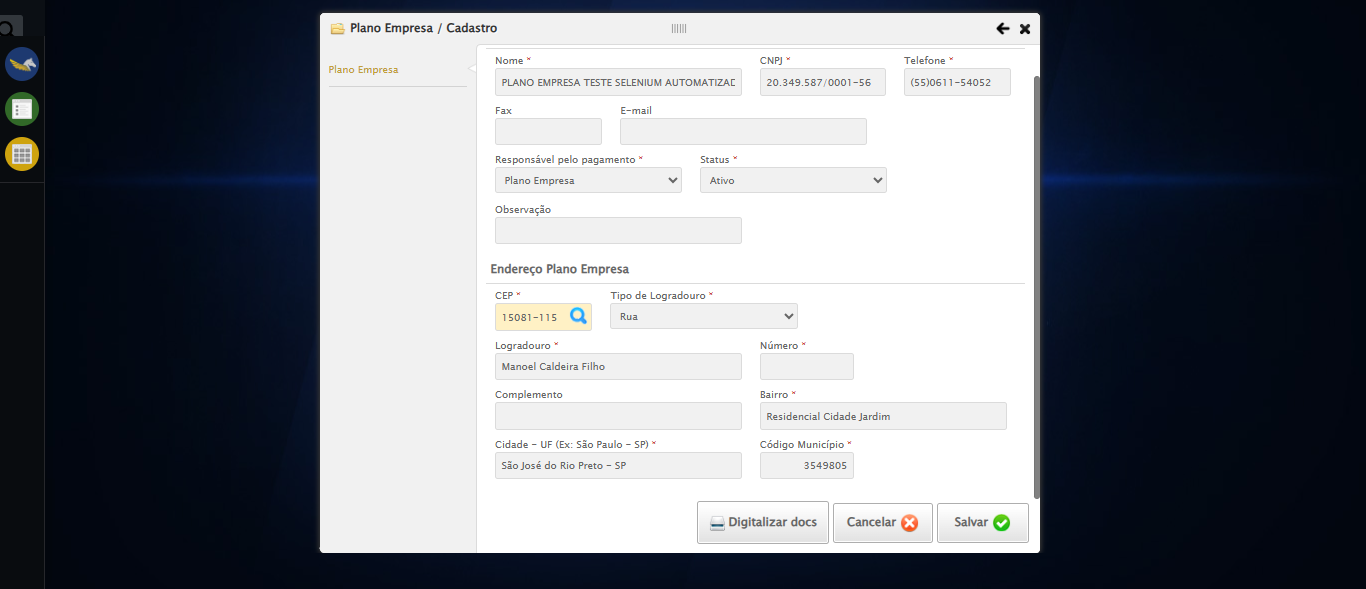 Plano Empresa / Cadastro
Plano Empresa
Nome * CNPJ * Telefone *
PLANO EMPRESA TESTE SELENIUM AUTOMATIZAD 20.349.587/0001-56 (55)0611-54052
Fax E-mail
Responsável pelo pagamento * Status *
Plano Empresa Ativo
Observação
Endereço Plano Empresa
CEP * Tipo de Logradouro *
15081-115 Rua
Logradouro * Número *
Manoel Caldeira Filho
Complemento Bairro *
Residencial Cidade Jardim
Cidade - UF (Ex: São Paulo - SP) * Código Município *
São José do Rio Preto - SP 3549805
Digitalizar docs Cancelar Salvar